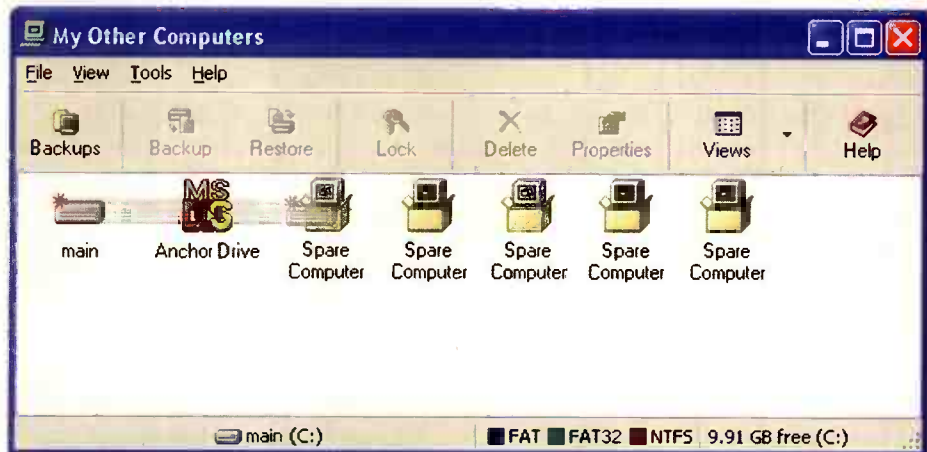 My Other Computers
File View Tools Help
Backups Backup Restore Lock Delete Properties Views Help
MS
main Anchor Drive Spare Computer Spare Computer Spare Computer Spare Computer Spare Computer
main (C:) FAT FAT32 NTFS 9.91 GB free (C:)